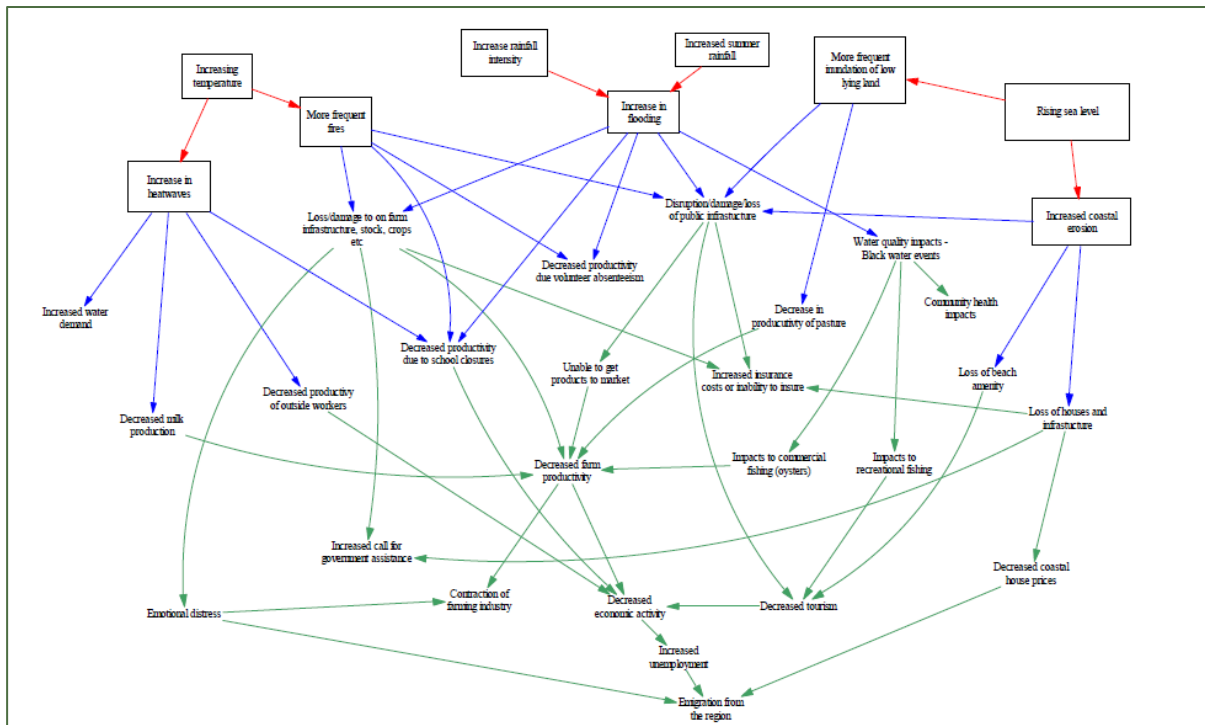 Increase rainfall
intensity
Increased summer
rainfall
More frequent
inundation of low
lying land
Increasing
temperature
More frequent
fires
Increase in
flooding
Rising sea level
Increase in
heatwaves
Loss/damage to on farm
infrastructure, stock, crops
etc
Disruption/damage/loss
of public infrastucture
Increased coastal
erosion
Water quality impacts -
Black water events
Decreased productivity
due volunteer absenteeism
Increased water
demand
Decrease in
producutivty of pasture
Community health
impacts
Decreased productivity
due to school closures
Unable to get
products to market
Increased insurance
costs or inability to insure
Loss of beach
amenity
Decreased productivy
of outside workers
Decreased milk
production
Loss of houses and
infrastucture
Decreased farm
productivity
Impacts to commercial
fishing (oysters)
Impacts to
recreational fishing
Increased call for
government assistance
Decreased coastal
house prices
Emotional distress
Contraction of
farming industry
Decreased
economic activity
Decreased tourism
Increased
unemployment
Emigration from
the region